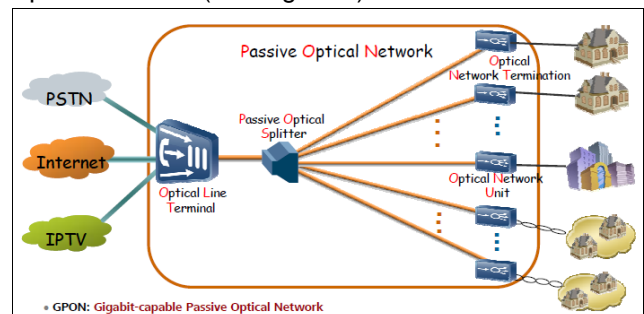 Passive Optical Network
PSTN
Internet
IPTV
Optical Line
Terminal
Passive Optical
Splitter
Optical
Network Termination
Optical Network
Unit
• GPON: Gigabit-capable Passive Optical Network